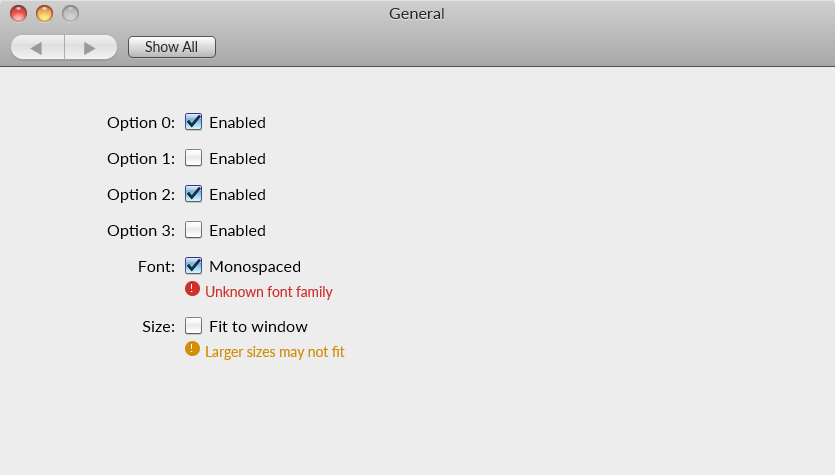 General
Show All
Option 0: Enabled
Option 1: Enabled
Option 2: Enabled
Option 3: Enabled
Font: Monospaced
Unknown font family
Size: Fit to window
Larger sizes may not fit